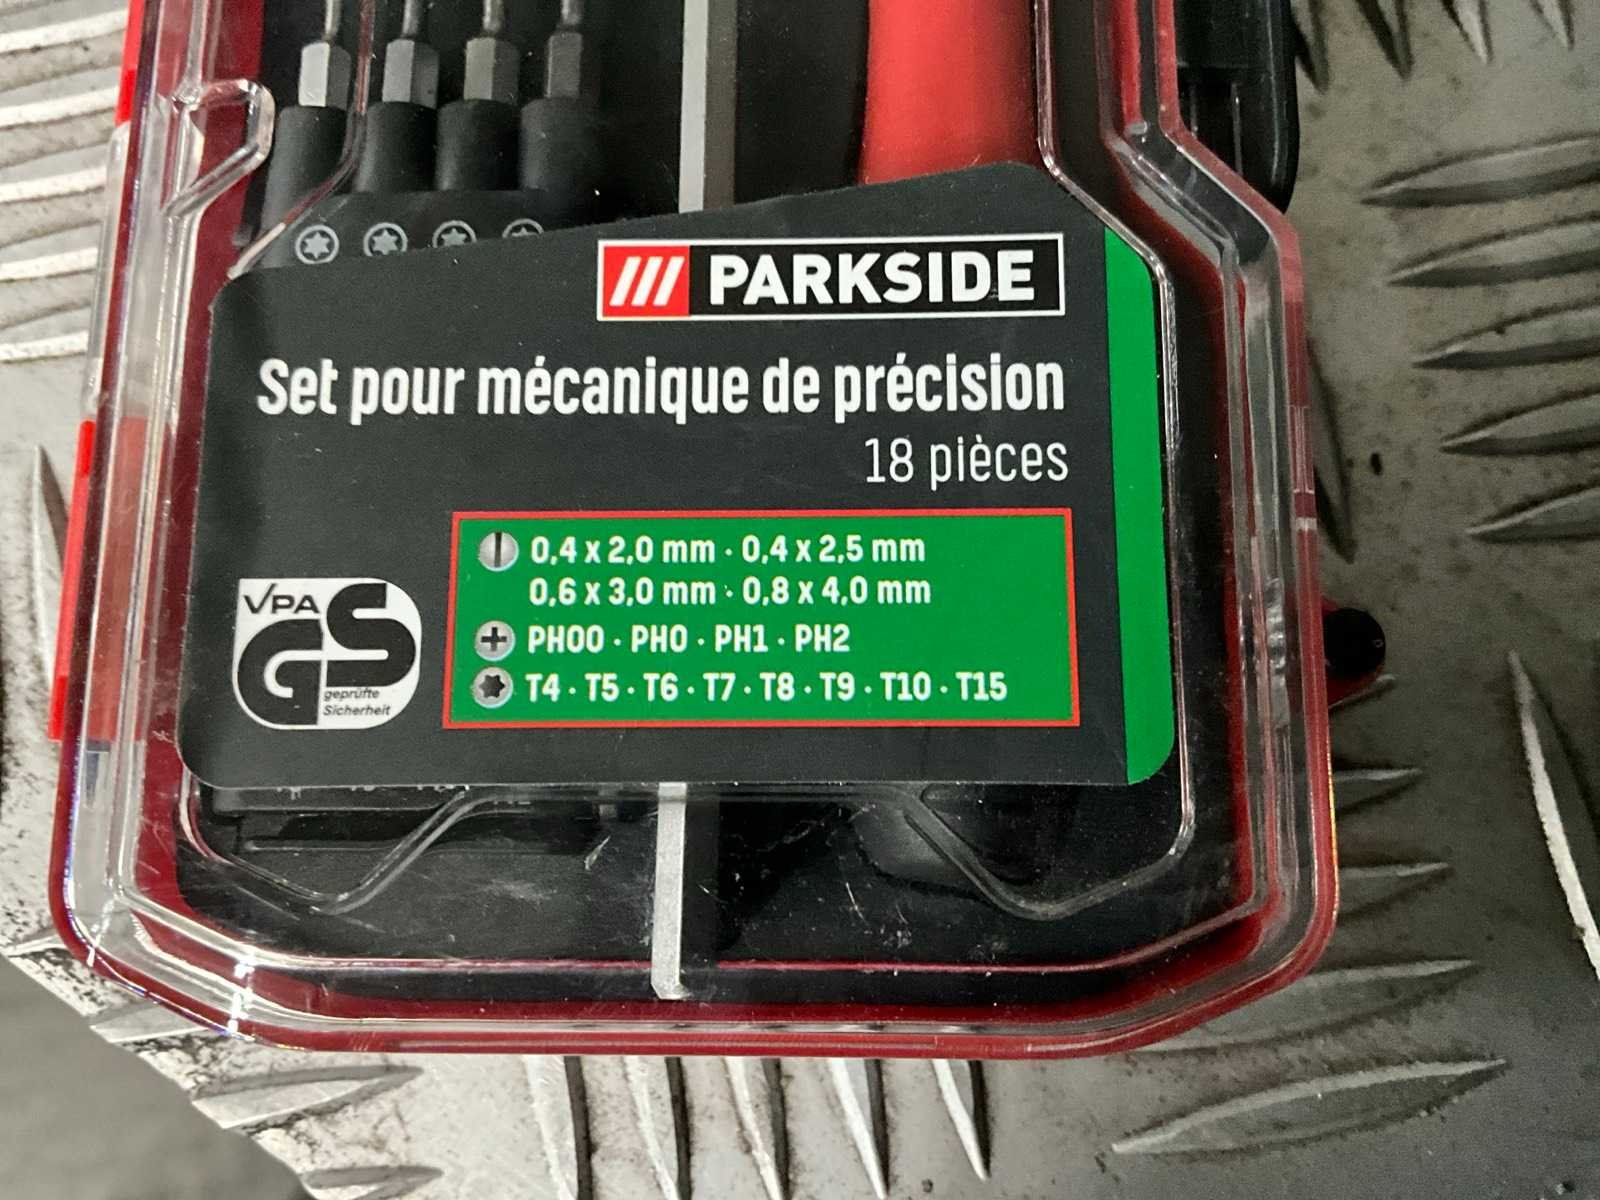 PARKSIDE
Set pour mécanique de précision
18 pièces
0,4 x 2,0 mm · 0,4 x 2,5 mm
0,6 x 3,0 mm · 0,8 x 4,0 mm
PH00 · PH0 · PH1 · PH2
T4 · T5 · T6 · T7 · T8 · T9 · T10 · T15
VPA
GS
geprüfte
Sicherheit